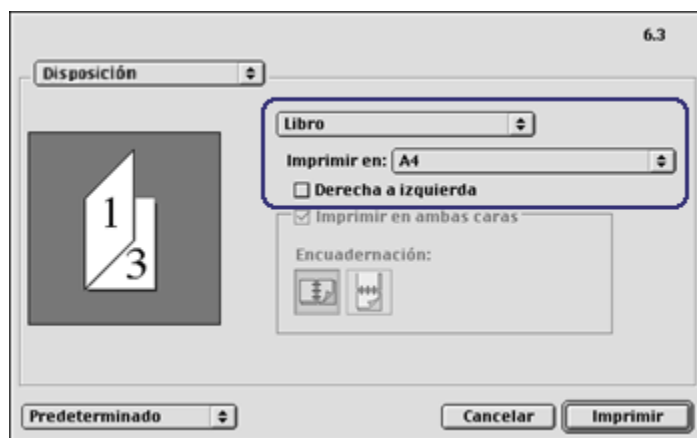 6.3
Disposición
Libro
Imprimir en: A4
Derecha a izquierda
Imprimir en ambas caras
Encuadernación:
1
3
Predeterminado
Cancelar
Imprimir